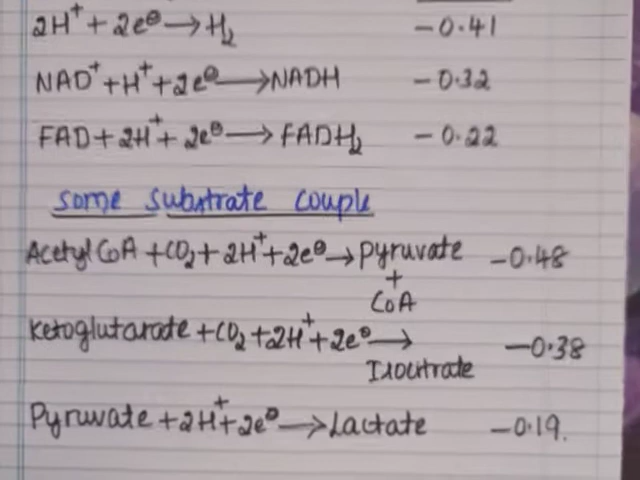 2H⁺ + 2e⊖ → H₂ -0.41
NAD⁺ + H⁺ + 2e⊖ → NADH -0.32
FAD + 2H⁺ + 2e⊖ → FADH₂ -0.22
some substrate couple
Acetyl CoA + CO₂ + 2H⁺ + 2e⊖ → pyruvate -0.48
+
CoA
Ketoglutarate + CO₂ + 2H⁺ + 2e⊖ → -0.38
Isocitrate
Pyruvate + 2H⁺ + 2e⊖ → Lactate -0.19.